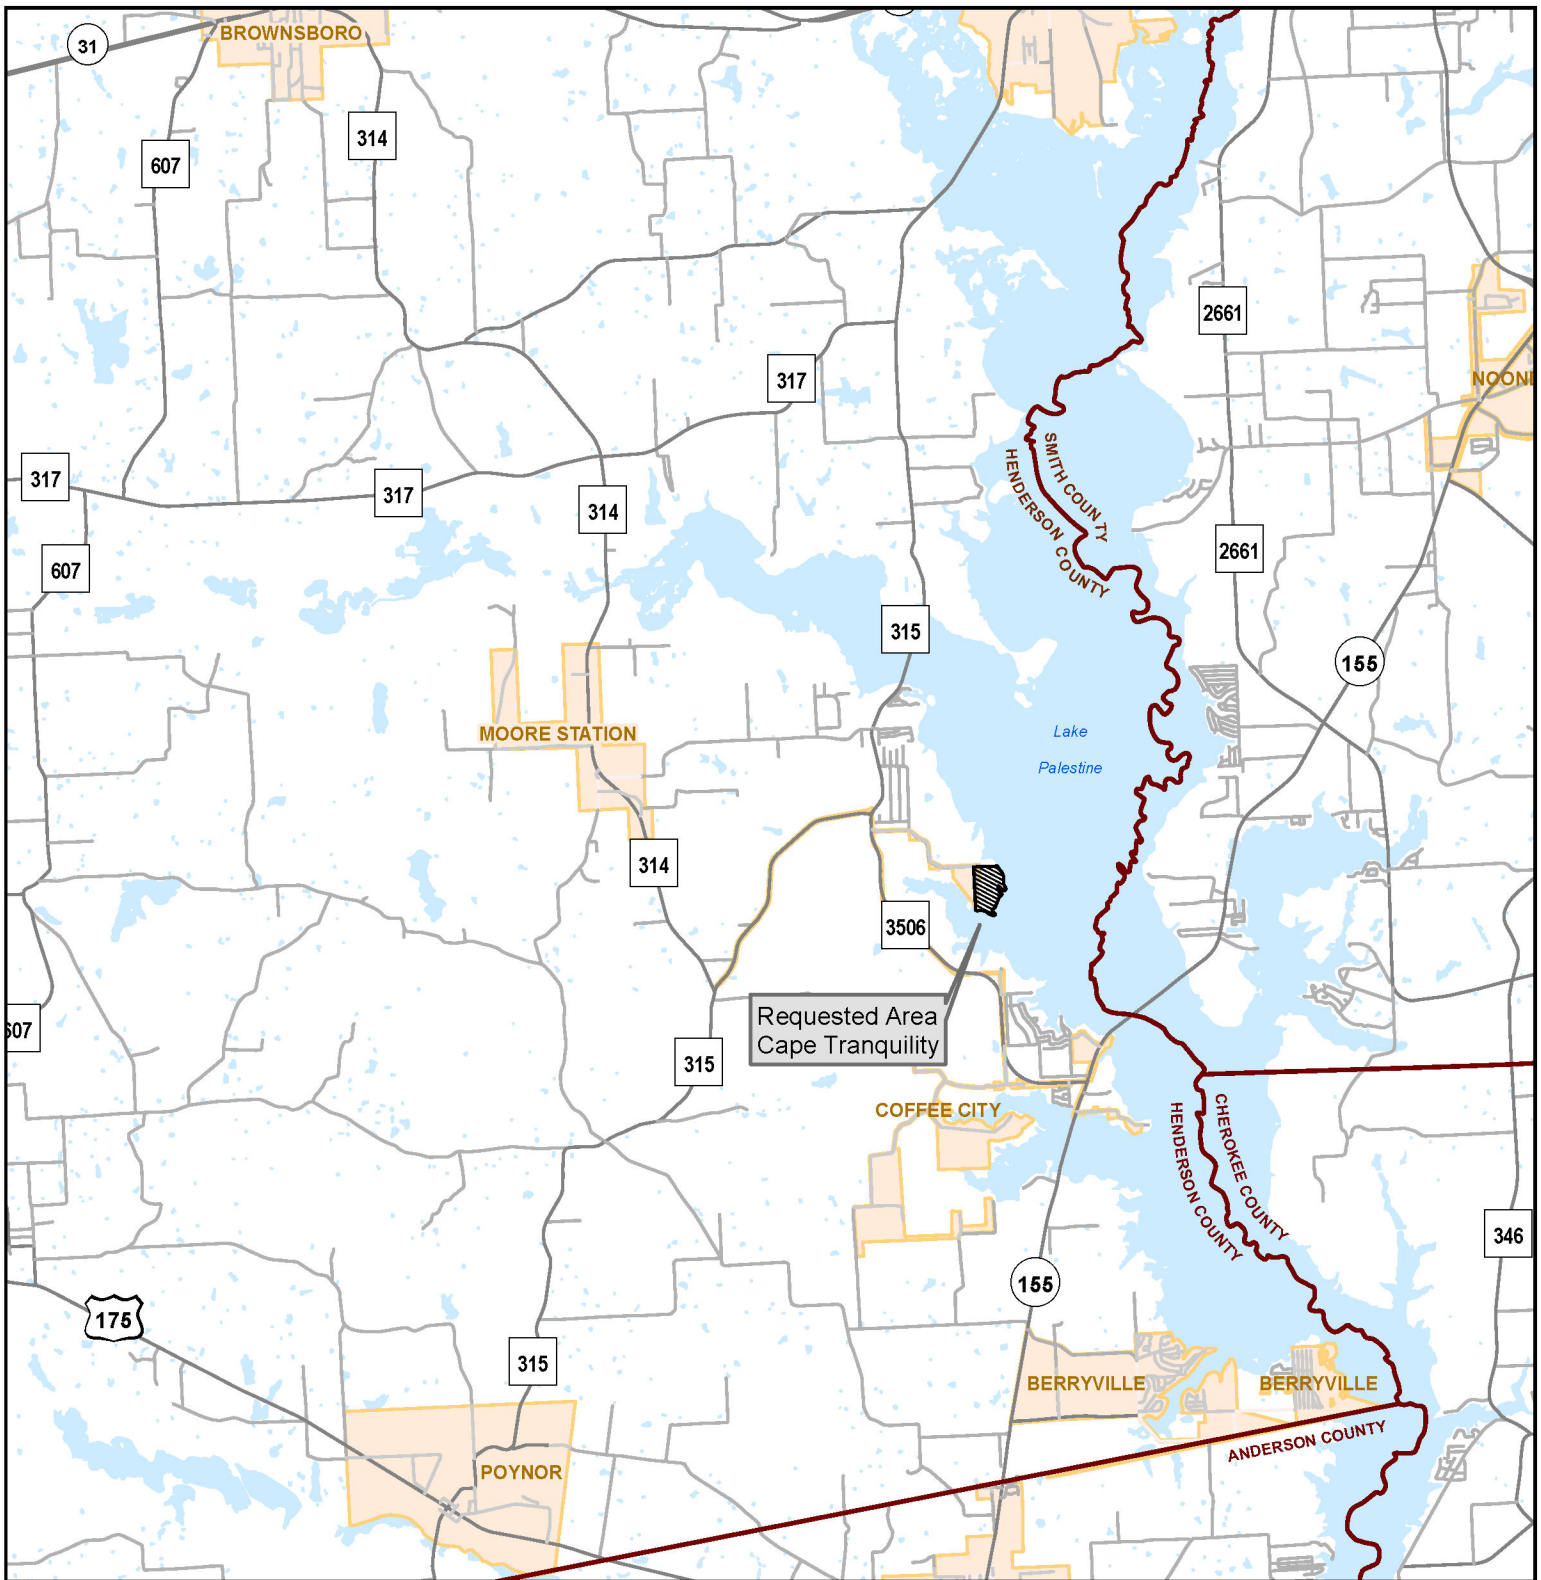 BROWNSBORO
31
314
607
2661
NOON
317
SMITH COUNTY
HENDERSON COUNTY
317
317
314
2661
607
315
155
MOORE STATION
Lake
Palestine
314
3506
Requested Area
Cape Tranquility
607
315
COFFEE CITY
CHEROKEE COUNTY
HENDERSON COUNTY
346
155
175
315
BERRYVILLE
BERRYVILLE
ANDERSON COUNTY
POYNOR